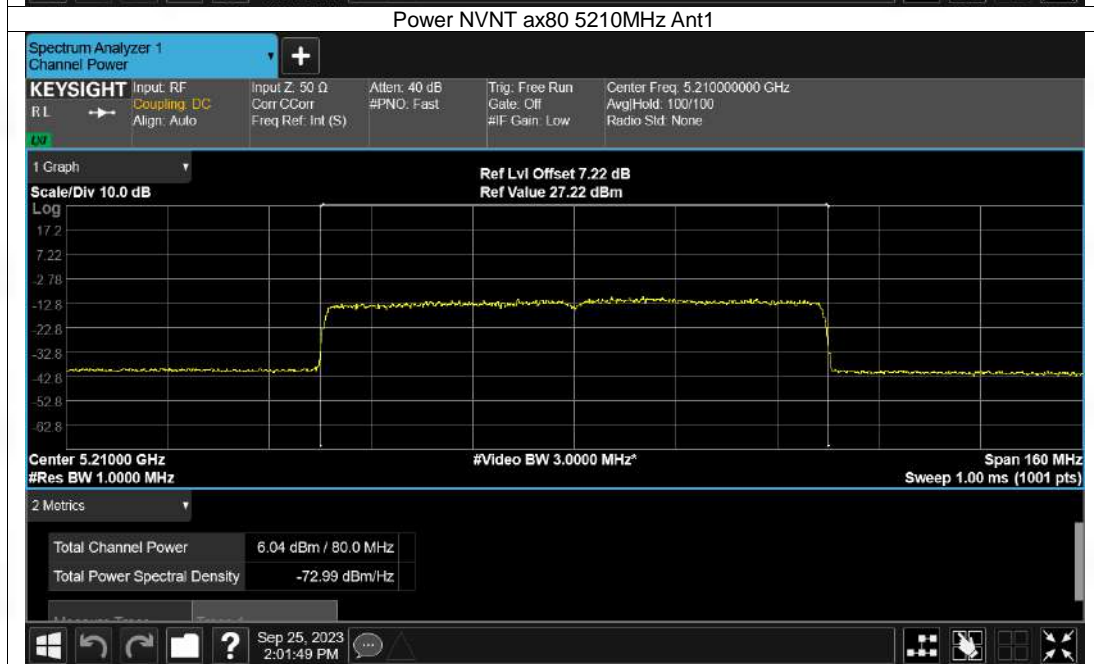 Power NVNT ax80 5210MHz Ant1
Spectrum Analyzer 1
Channel Power
+
KEYSIGHT
RL
LXI
Input: RF
Coupling: DC
Align: Auto
Input Z: 50 Ω
Corr CCorr
Freq Ref: Int (S)
Atten: 40 dB
#PNO: Fast
Trig: Free Run
Gate: Off
#IF Gain: Low
Center Freq: 5.210000000 GHz
Avg|Hold: 100/100
Radio Std: None
1 Graph
Scale/Div 10.0 dB
Ref Lvl Offset 7.22 dB
Ref Value 27.22 dBm
Log
17.2
7.22
-2.78
-12.8
-22.8
-32.8
-42.8
-52.8
-62.8
Center 5.21000 GHz
#Video BW 3.0000 MHz*
Span 160 MHz
#Res BW 1.0000 MHz
Sweep 1.00 ms (1001 pts)
2 Metrics
Total Channel Power 6.04 dBm / 80.0 MHz
Total Power Spectral Density -72.99 dBm/Hz
?
Sep 25, 2023
2:01:49 PM